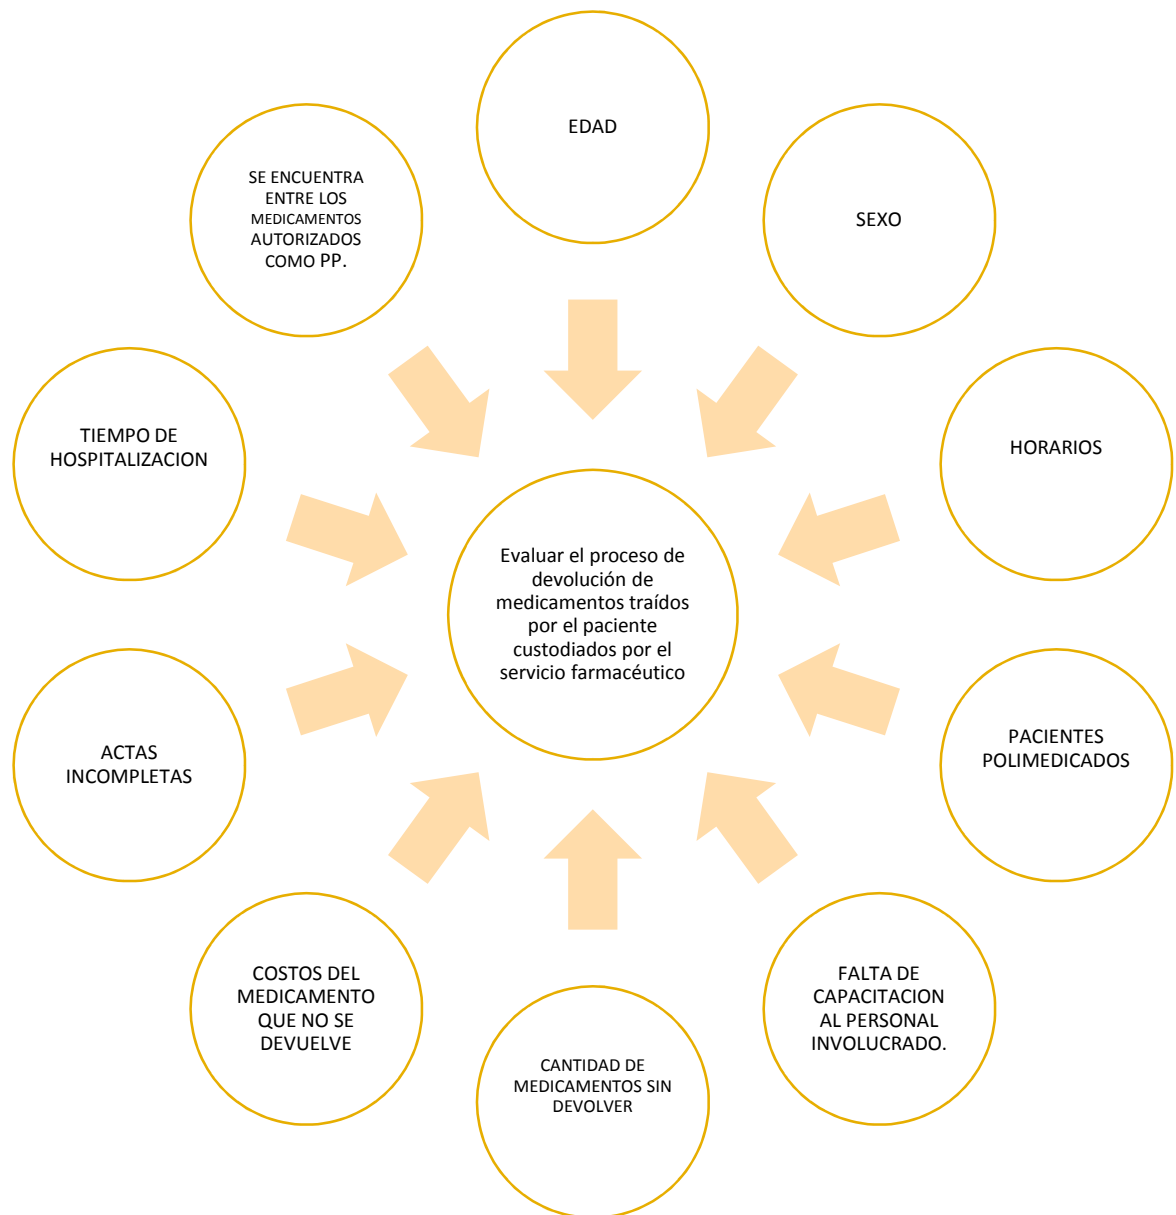 EDAD
SEXO
HORARIOS
PACIENTES
POLIMEDICADOS
FALTA DE
CAPACITACION
AL PERSONAL
INVOLUCRADO.
CANTIDAD DE
MEDICAMENTOS SIN
DEVOLVER
COSTOS DEL
MEDICAMENTO
QUE NO SE
DEVUELVE
ACTAS
INCOMPLETAS
TIEMPO DE
HOSPITALIZACION
SE ENCUENTRA
ENTRE LOS
MEDICAMENTOS
AUTORIZADOS
COMO PP.
Evaluar el proceso de
devolución de
medicamentos traídos
por el paciente
custodiados por el
servicio farmacéutico